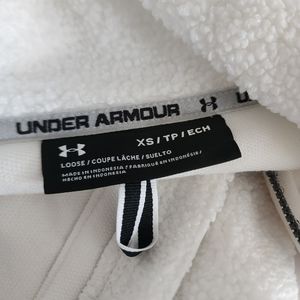 UNDER ARMOUR
U
XS / TP / ECH
LOOSE / COUPE LÂCHE / SUELTO
MADE IN INDONESIA / FABRIQUÉ EN INDONÉSIE /
HECHO EN INDONESIA